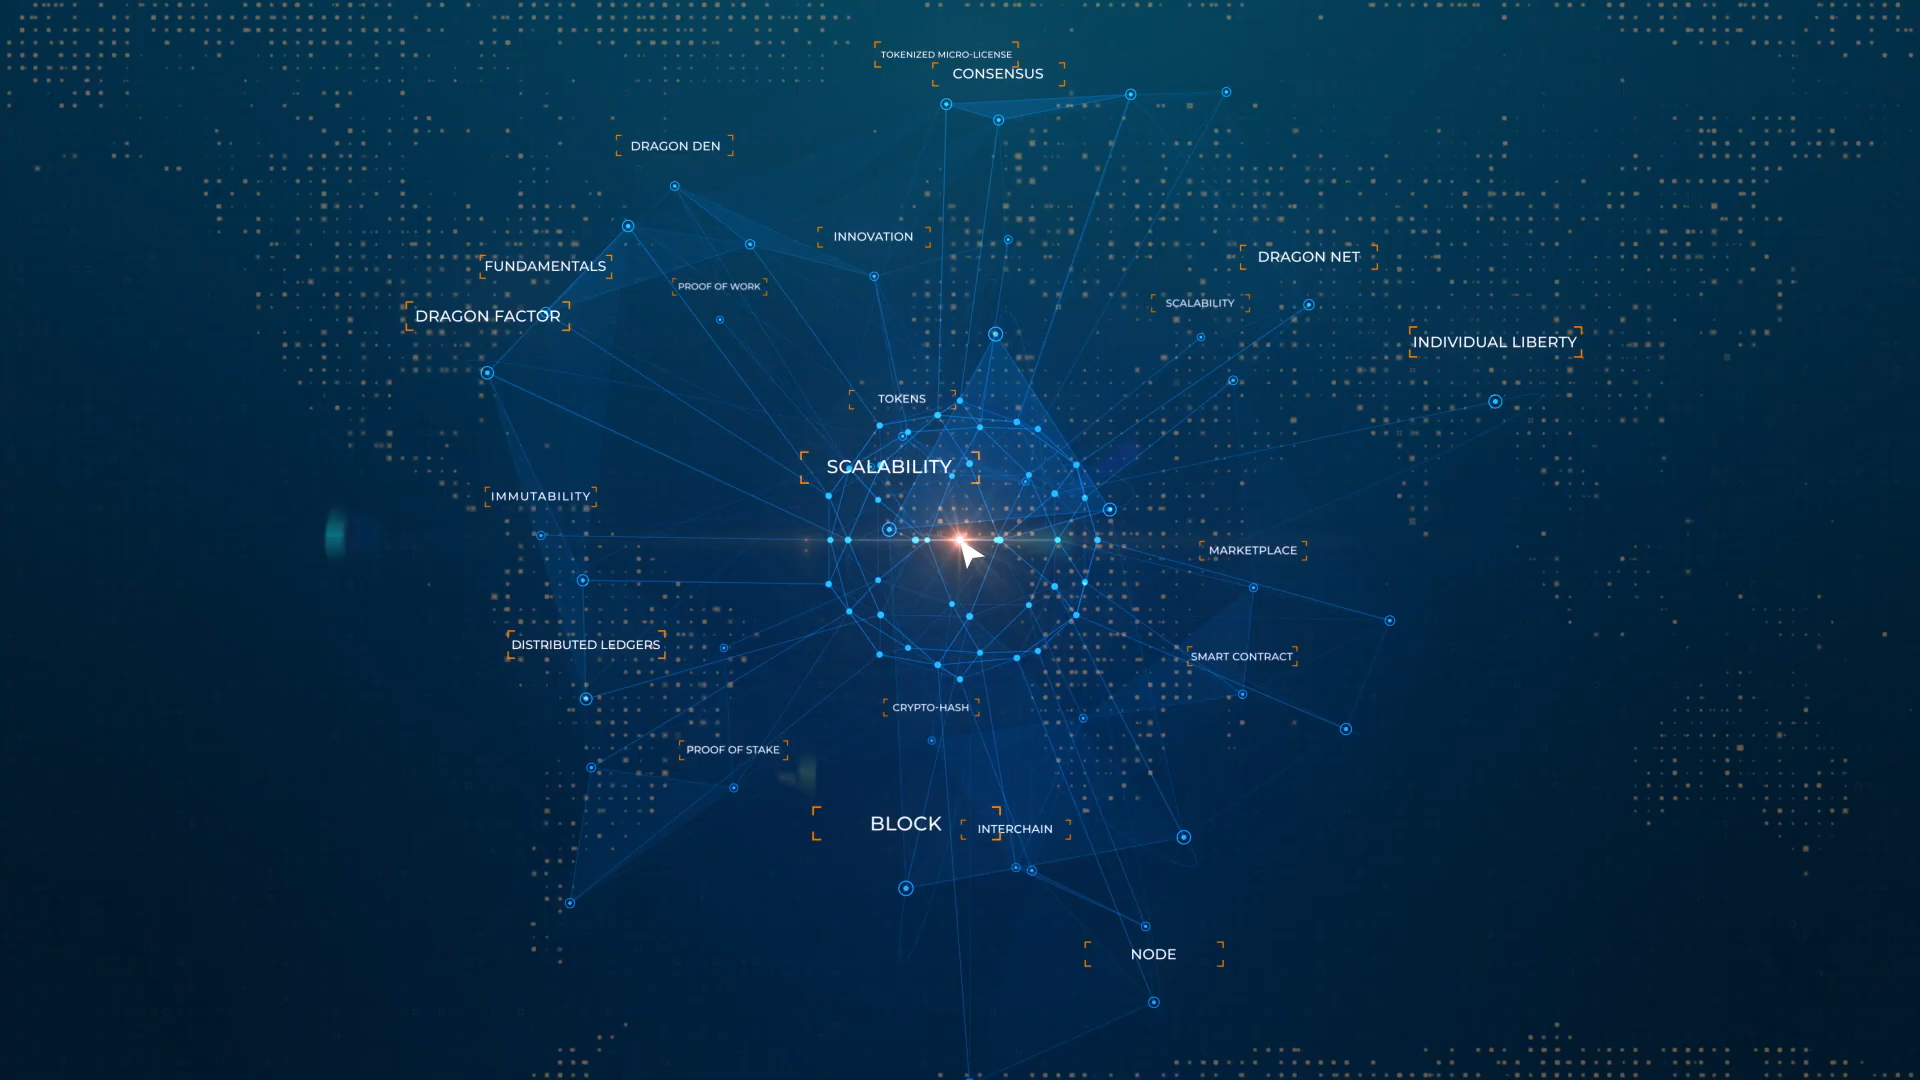 TOKENIZED MICRO-LICENSE
CONSENSUS
DRAGON DEN
INNOVATION
DRAGON NET
FUNDAMENTALS
PROOF OF WORK
SCALABILITY
DRAGON FACTOR
INDIVIDUAL LIBERTY
TOKENS
SCALABILITY
IMMUTABILITY
MARKETPLACE
DISTRIBUTED LEDGERS
SMART CONTRACT
CRYPTO-HASH
PROOF OF STAKE
BLOCK
INTERCHAIN
NODE